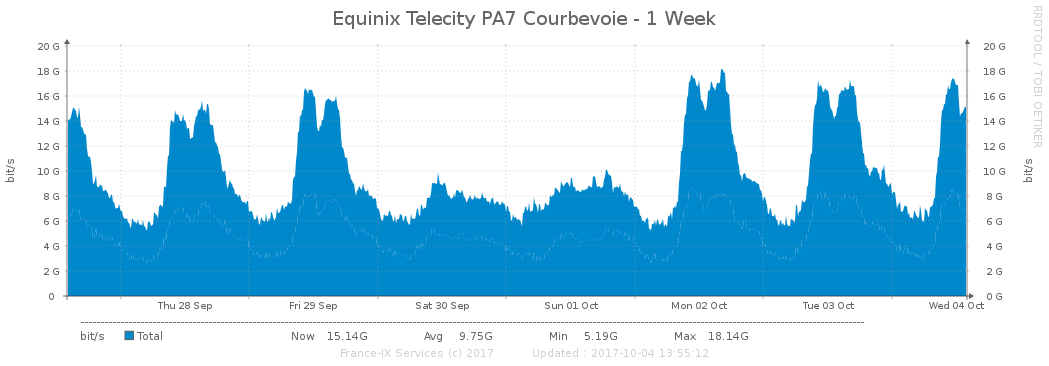 Equinix Telecity PA7 Courbevoie - 1 Week
RRDTOOL / TOBI OETIKER
bit/s
bit/s
20 G 20 G
18 G 18 G
16 G 16 G
14 G 14 G
12 G 12 G
10 G 10 G
8 G 8 G
6 G 6 G
4 G 4 G
2 G 2 G
0 0 G
Thu 28 Sep Fri 29 Sep Sat 30 Sep Sun 01 Oct Mon 02 Oct Tue 03 Oct Wed 04 Oct
bit/s Total Now 15.14G Avg 9.75G Min 5.19G Max 18.14G
France-IX Services (c) 2017 Updated : 2017-10-04 13:55:12